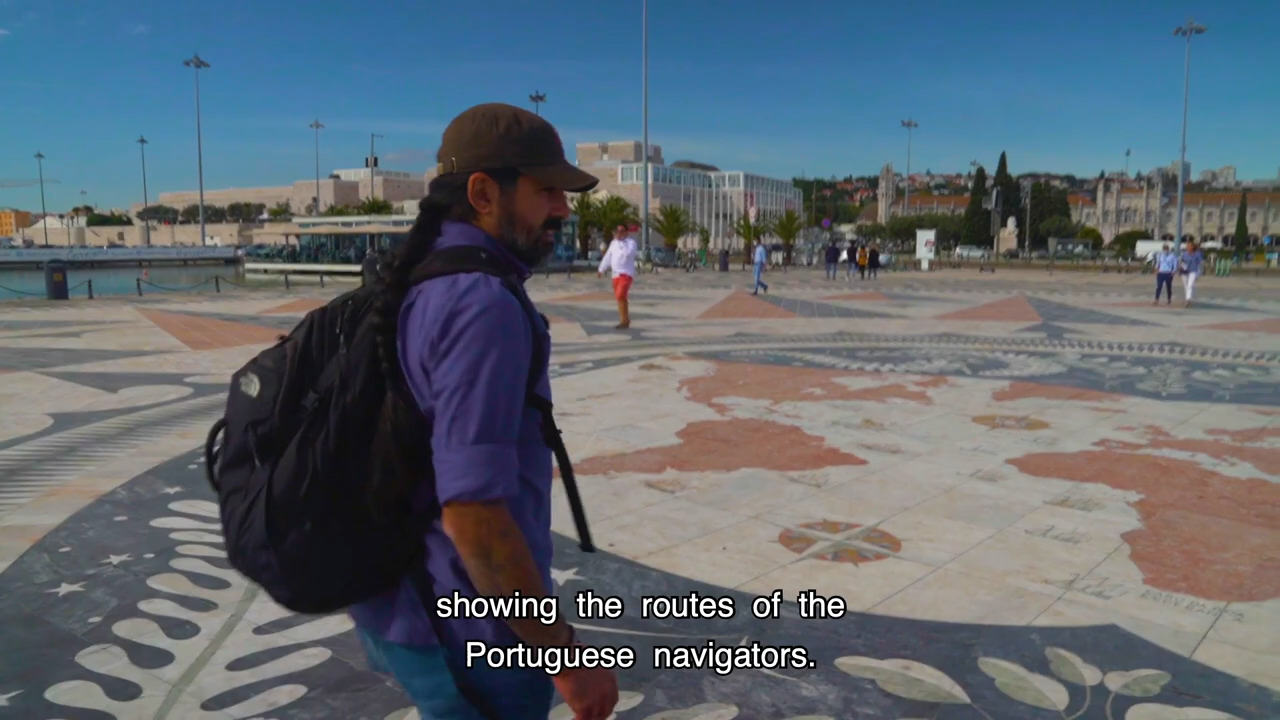 showing the routes of the
Portuguese navigators.